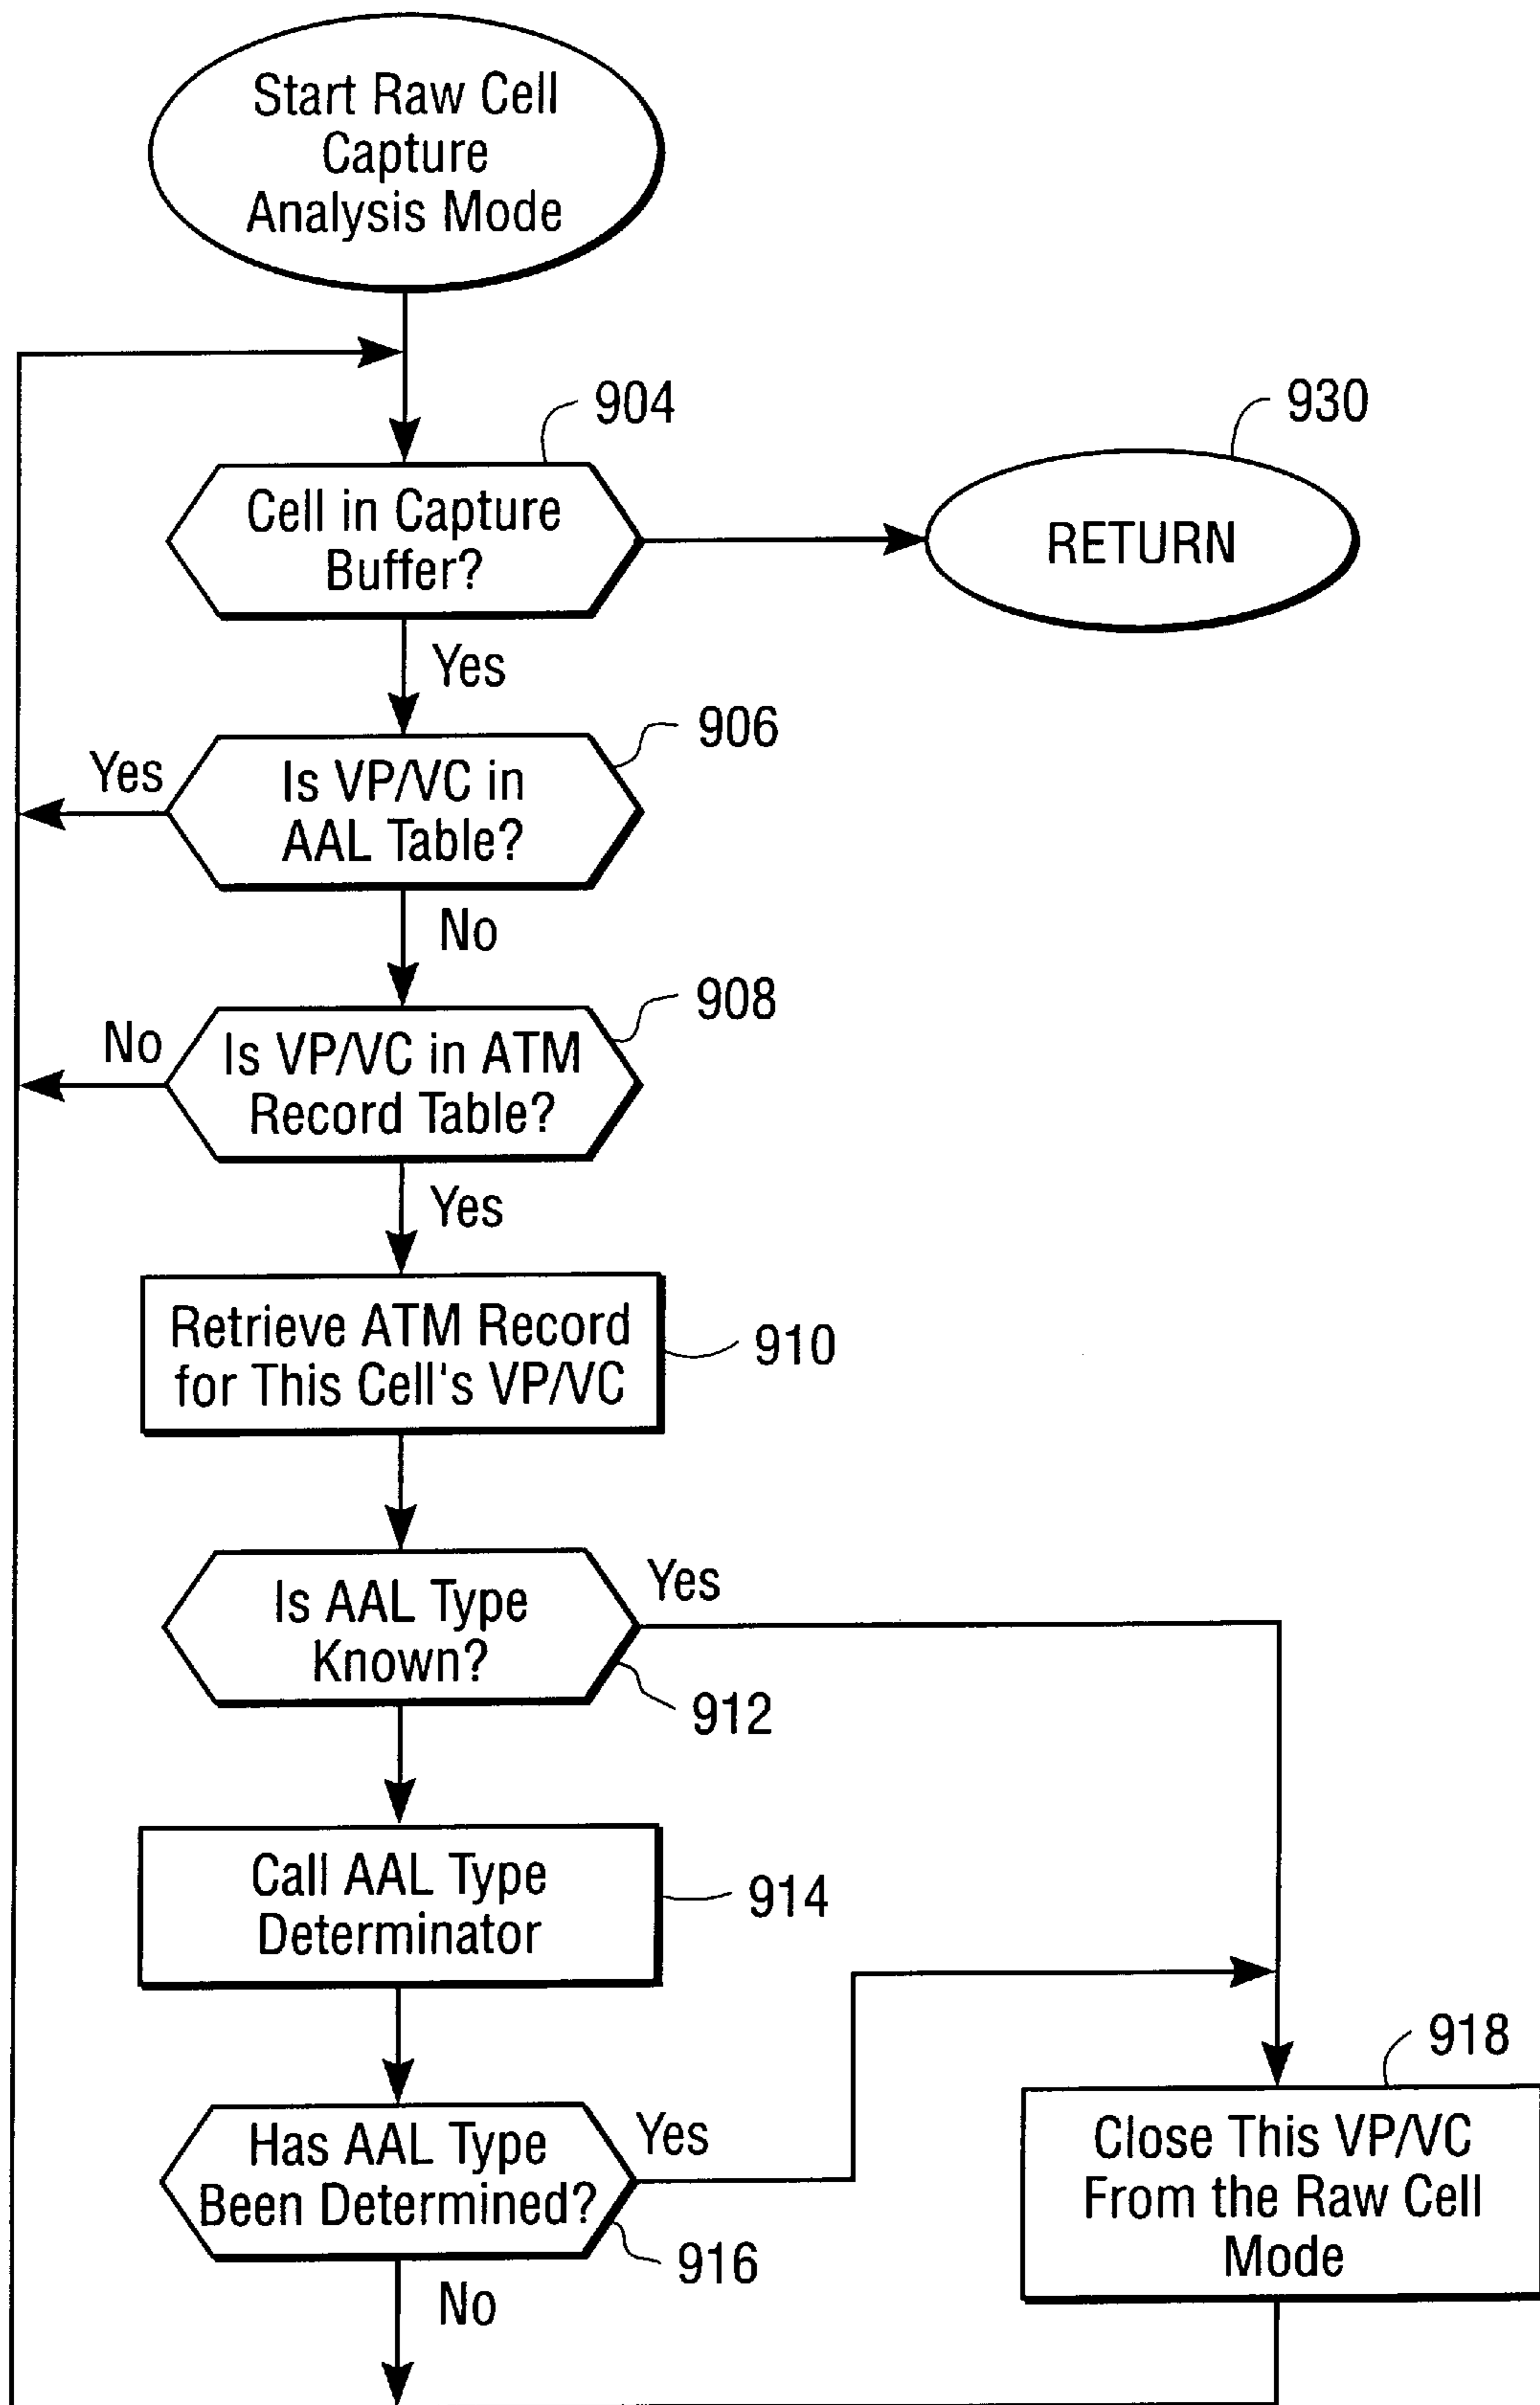 Start Raw Cell
Capture
Analysis Mode
904
930
Cell in Capture
Buffer?
RETURN
Yes
906
Yes
Is VP/VC in
AAL Table?
No
908
No
Is VP/VC in ATM
Record Table?
Yes
Retrieve ATM Record
for This Cell's VP/VC
910
Is AAL Type
Known?
Yes
912
Call AAL Type
Determinator
914
918
Has AAL Type
Been Determined?
Yes
916
Close This VP/VC
From the Raw Cell
Mode
No